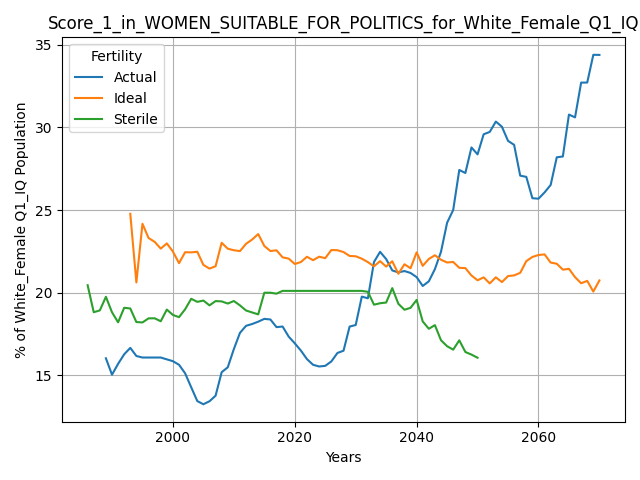 Score_1_in_WOMEN_SUITABLE_FOR_POLITICS_for_White_Female_Q1_IQ
35
30
25
20
15
% of White_Female Q1_IQ Population
Fertility
Actual
Ideal
Sterile
2000
2020
2040
2060
Years